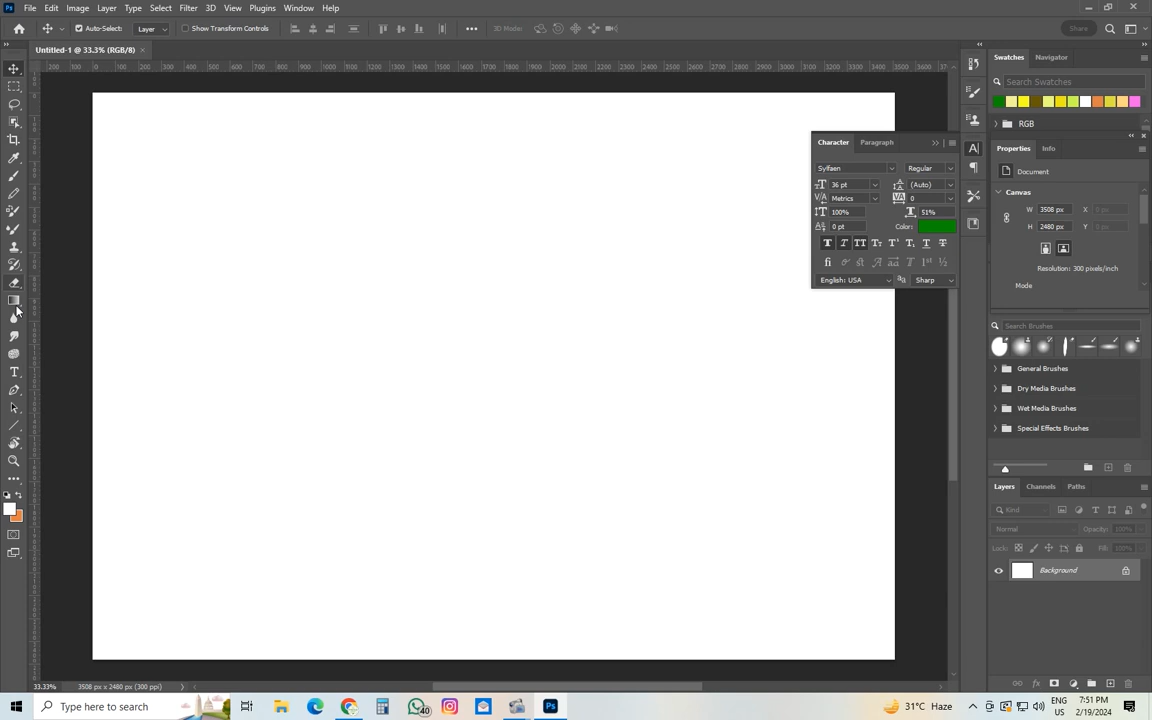 Ps File Edit Image Layer Type Select Filter 3D View Plugins Window Help
Auto-Select: Layer Show Transform Controls 3D Mode: Share
Untitled-1 @ 33.3% (RGB/8)
Swatches Navigator
Search Swatches
RGB
Character Paragraph
Sylfaen Regular
36 pt (Auto)
Metrics 0
100% 51%
0 pt Color:
English: USA Sharp
Properties Info
Document
Canvas
W 3508 px X 0 px
H 2480 px Y 0 px
Resolution: 300 pixels/inch
Mode
Search Brushes
General Brushes
Dry Media Brushes
Wet Media Brushes
Special Effects Brushes
Layers Channels Paths
Kind
Normal Opacity: 100%
Lock: Fill: 100%
Background
33.33% 3508 px x 2480 px (300 ppi)
Type here to search
40
Ps
31°C Haze
ENG
US
7:51 PM
2/19/2024